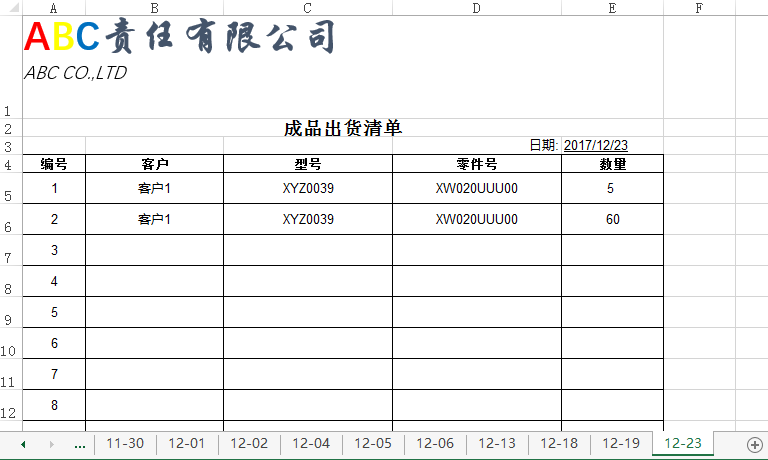 A B C D E F
ABC责任有限公司
ABC CO.,LTD
1
2 成品出货清单
3 日期: 2017/12/23
4 编号 客户 型号 零件号 数量
5 1 客户1 XYZ0039 XW020UUU00 5
6 2 客户1 XYZ0039 XW020UUU00 60
7 3
8 4
9 5
10 6
11 7
12 8
... 11-30 12-01 12-02 12-04 12-05 12-06 12-13 12-18 12-19 12-23